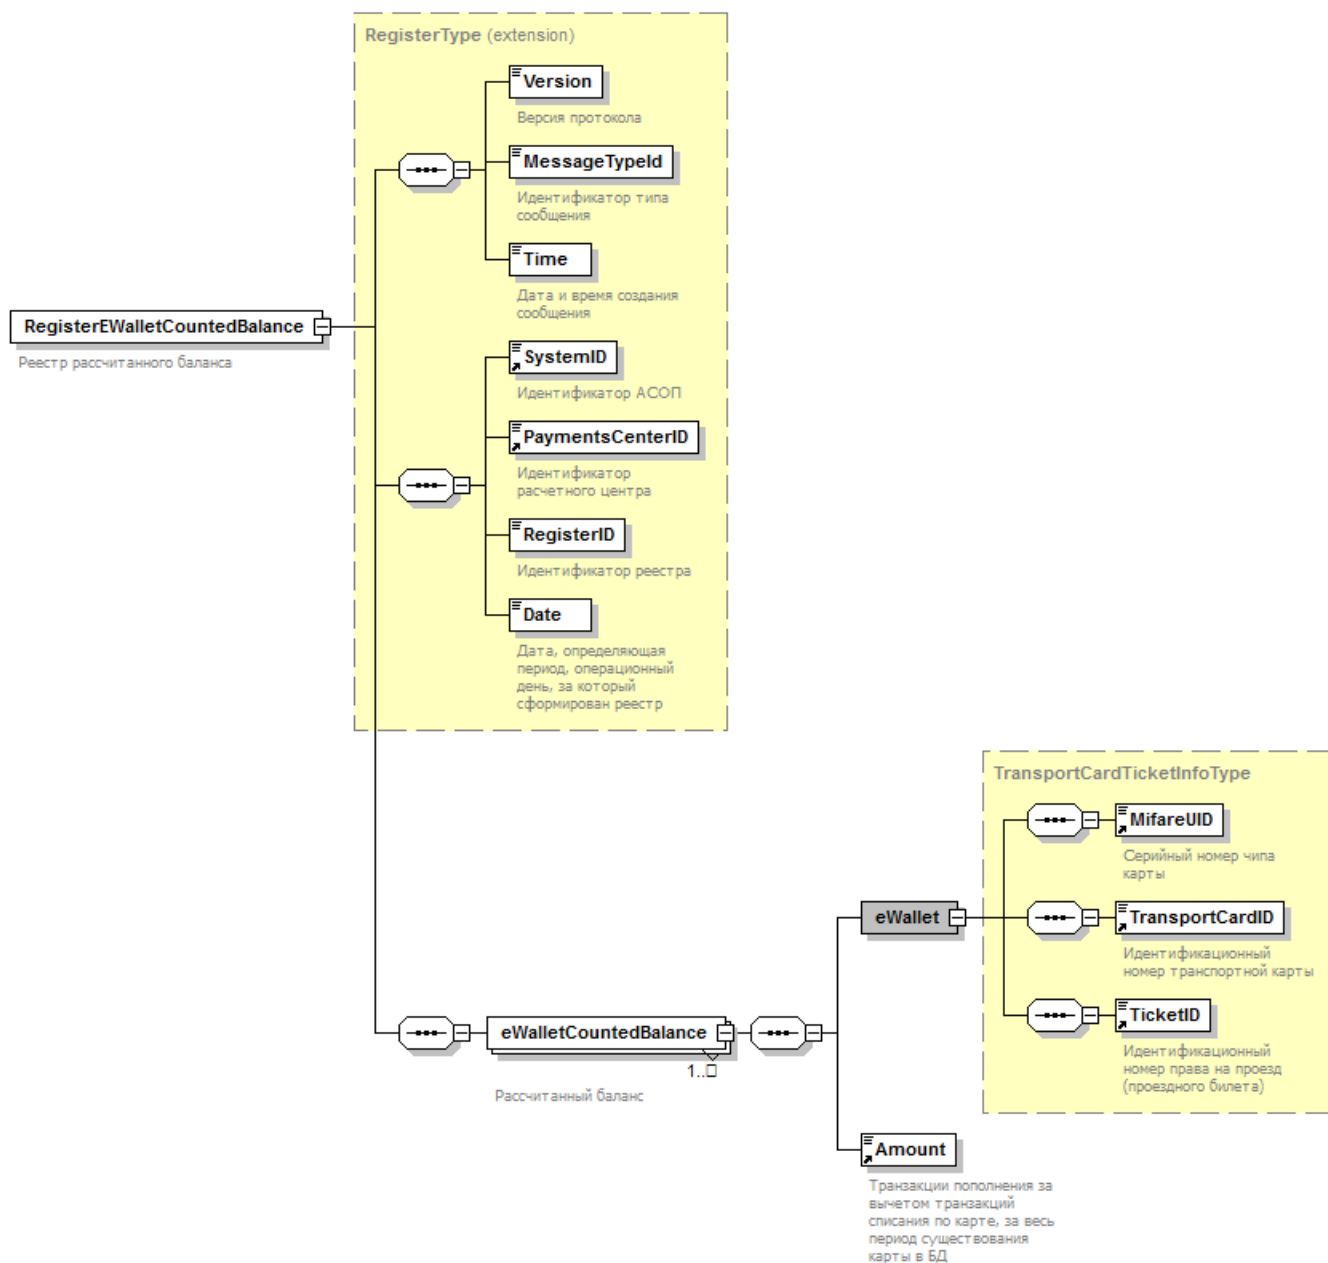 RegisterType (extension)
Version
Версия протокола
MessageTypeId
Идентификатор типа
сообщения
Time
Дата и время создания
сообщения
RegisterEWalletCountedBalance
Реестр рассчитанного баланса
SystemID
Идентификатор АСОП
PaymentsCenterID
Идентификатор
расчетного центра
RegisterID
Идентификатор реестра
Date
Дата, определяющая
период, операционный
день, за который
сформирован реестр
TransportCardTicketInfoType
MifareUID
Серийный номер чипа
карты
eWallet
TransportCardID
Идентификационный
номер транспортной карты
TicketID
Идентификационный
номер права на проезд
(проездного билета)
eWalletCountedBalance
1..□
Рассчитанный баланс
Amount
Транзакции пополнения за
вычетом транзакций
списания по карте, за весь
период существования
карты в БД